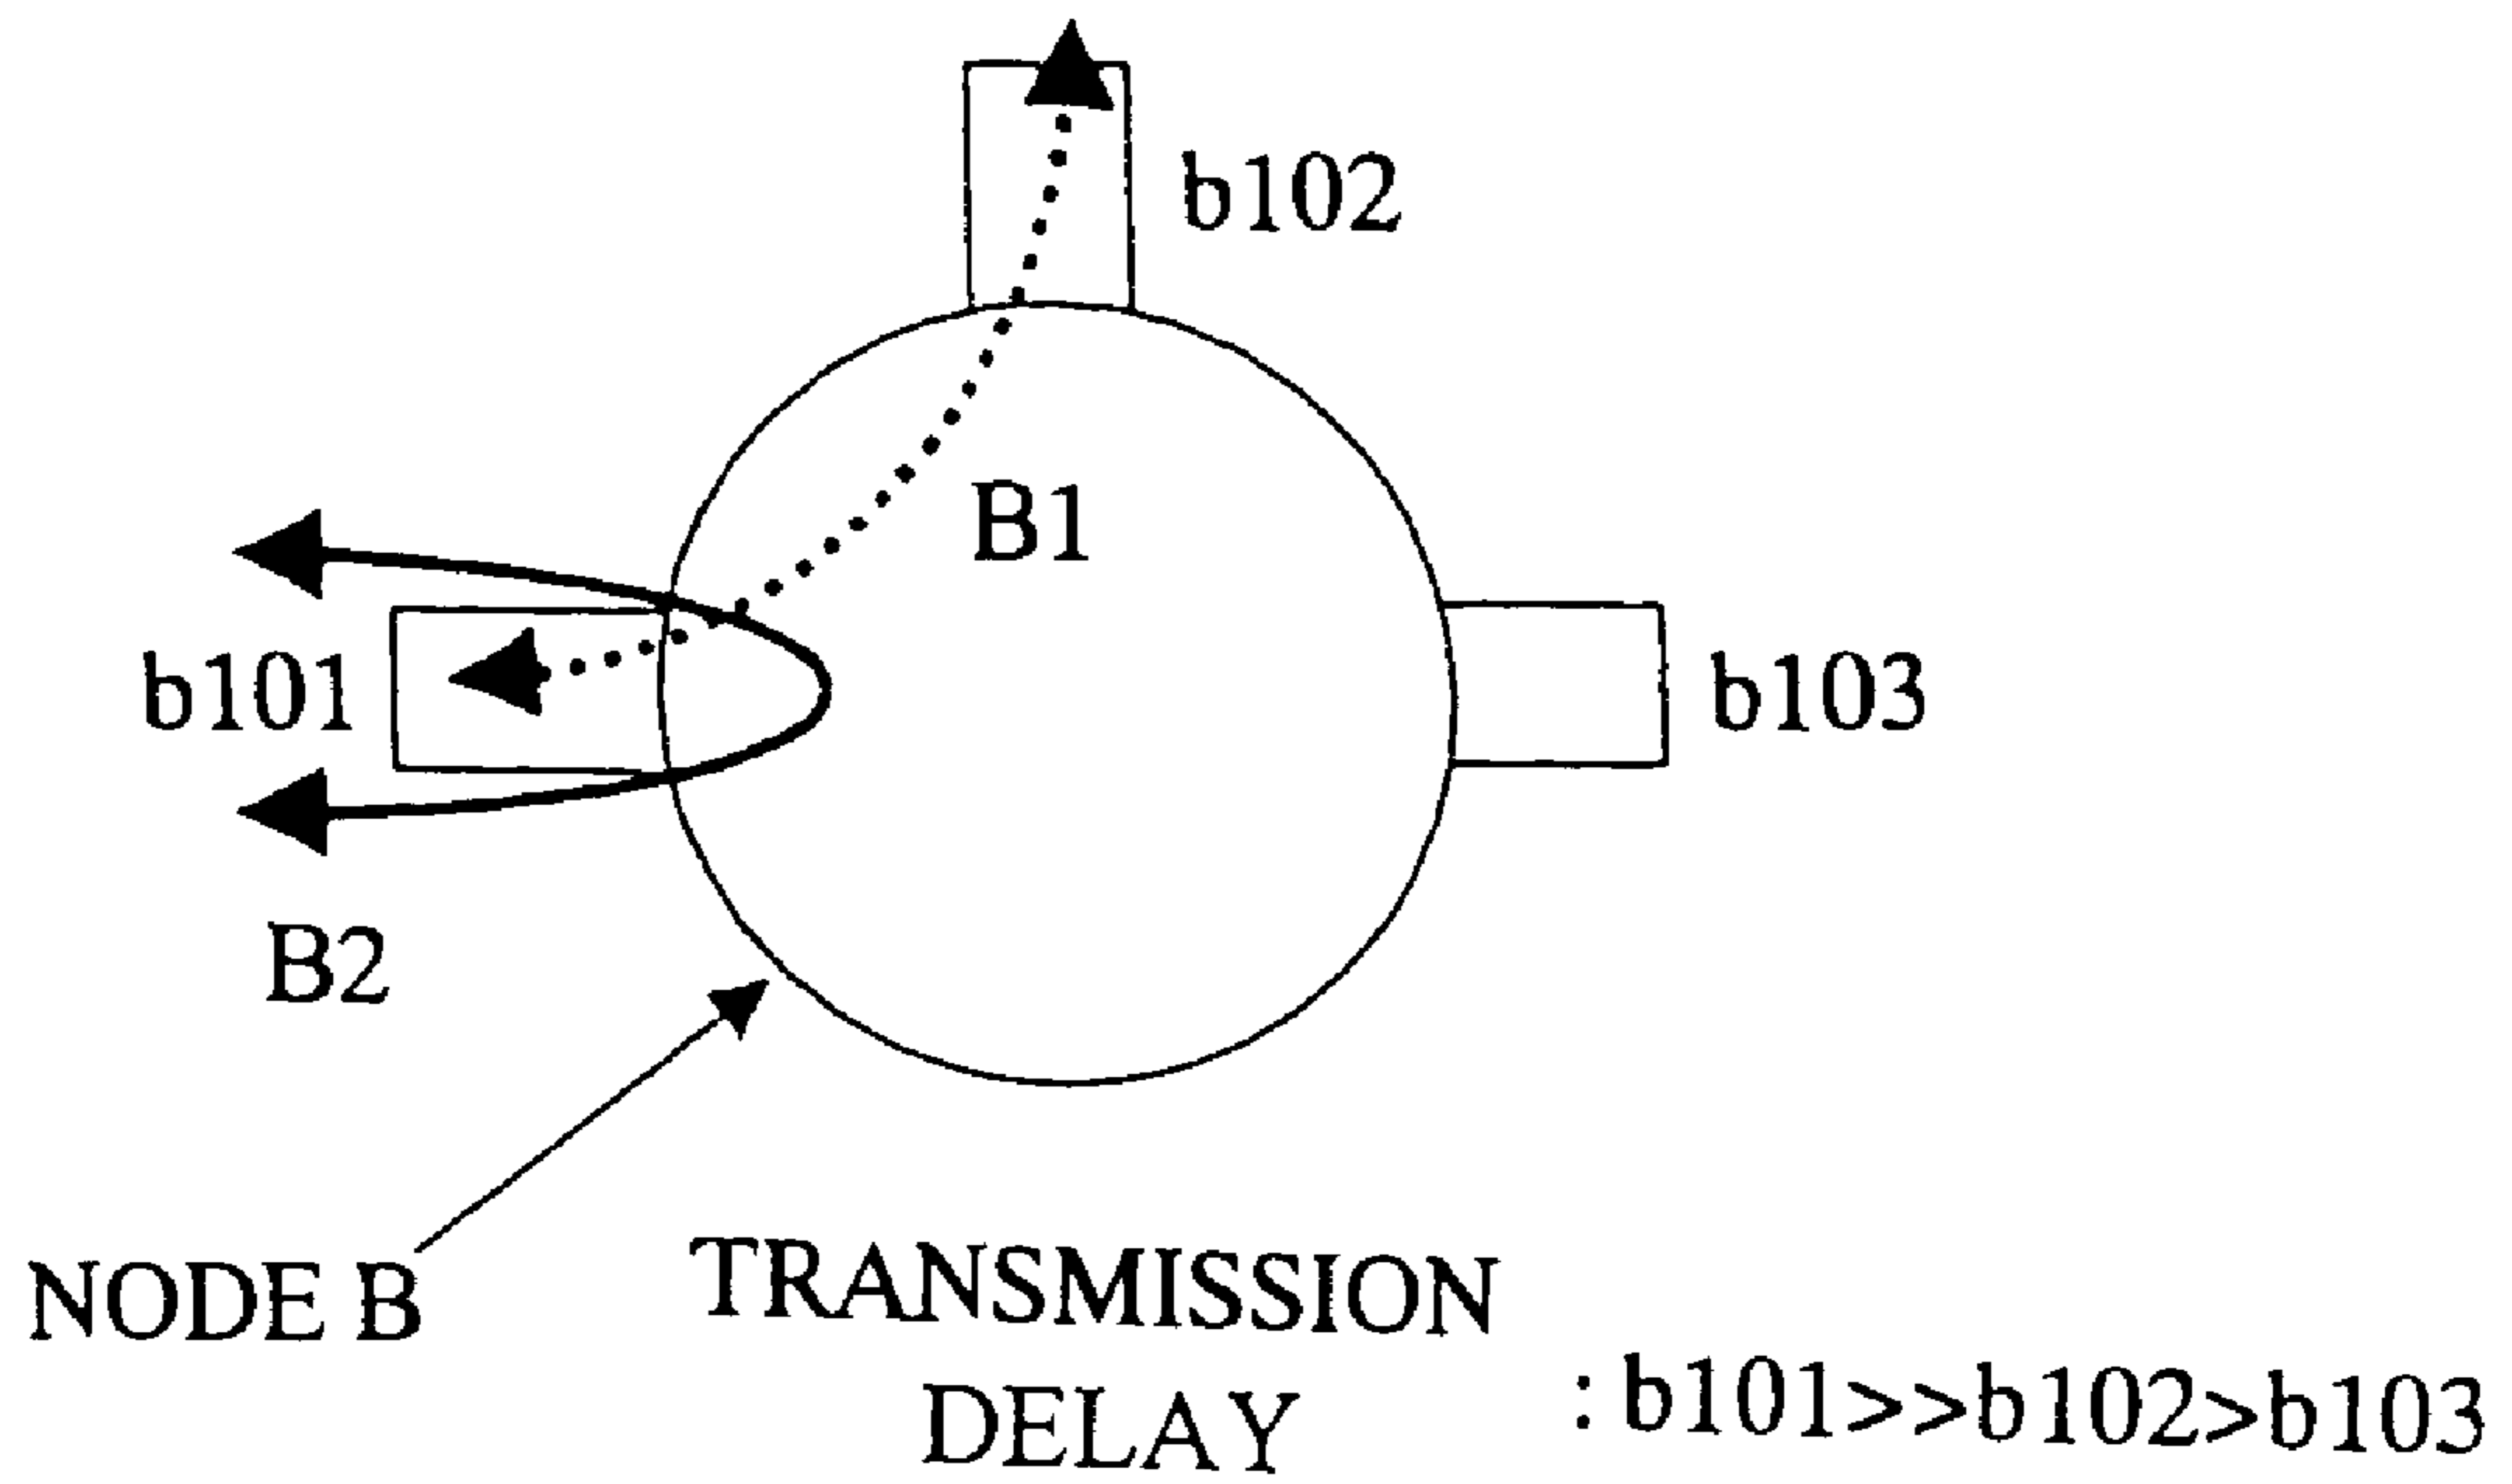 b102
B1
b101
b103
B2
NODE B
TRANSMISSION
DELAY
:b101>>b102>b103